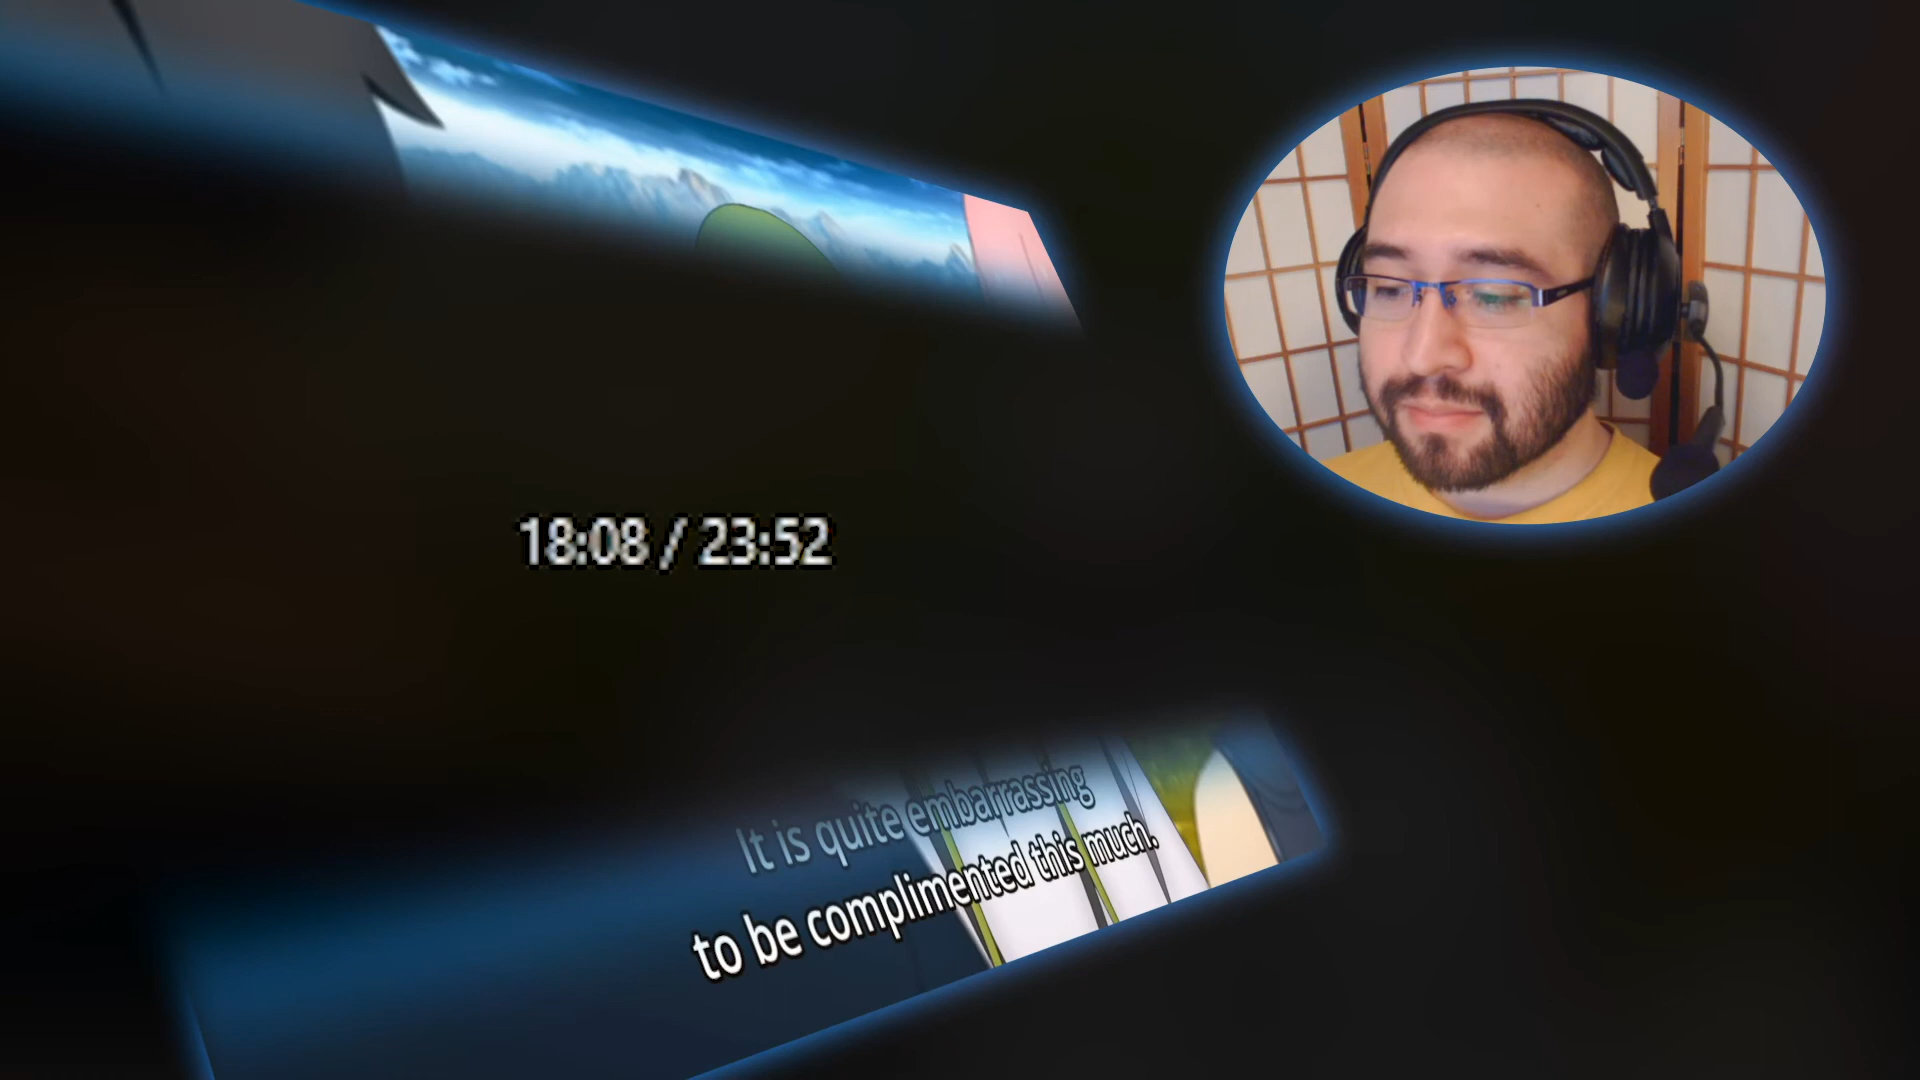 18:08 / 23:52
It is quite embarrassing
to be complimented this much.